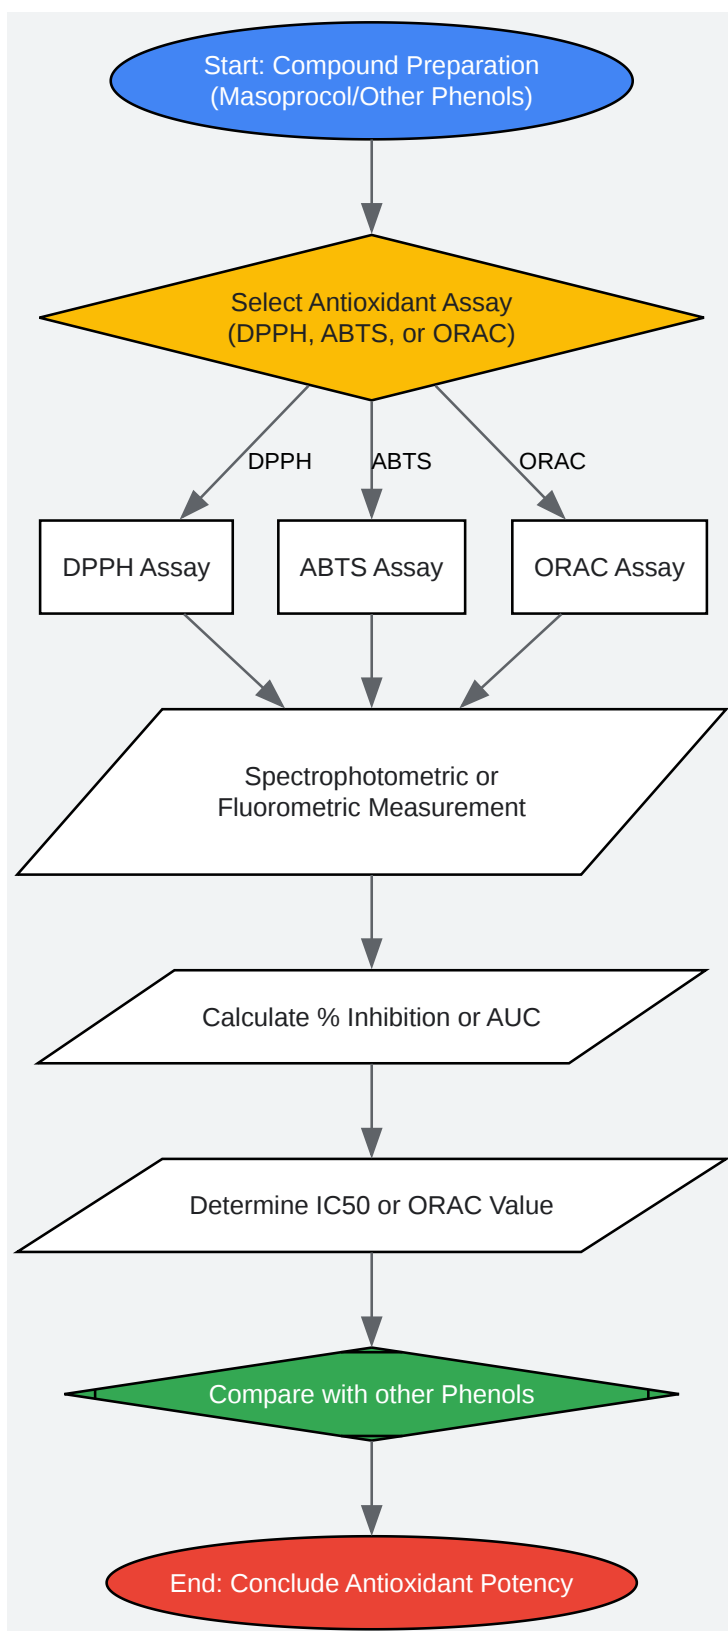 Start: Compound Preparation
(Masoprocol/Other Phenols)
Select Antioxidant Assay
(DPPH, ABTS, or ORAC)
DPPH
ABTS
ORAC
DPPH Assay
ABTS Assay
ORAC Assay
Spectrophotometric or
Fluorometric Measurement
Calculate % Inhibition or AUC
Determine IC50 or ORAC Value
Compare with other Phenols
End: Conclude Antioxidant Potency